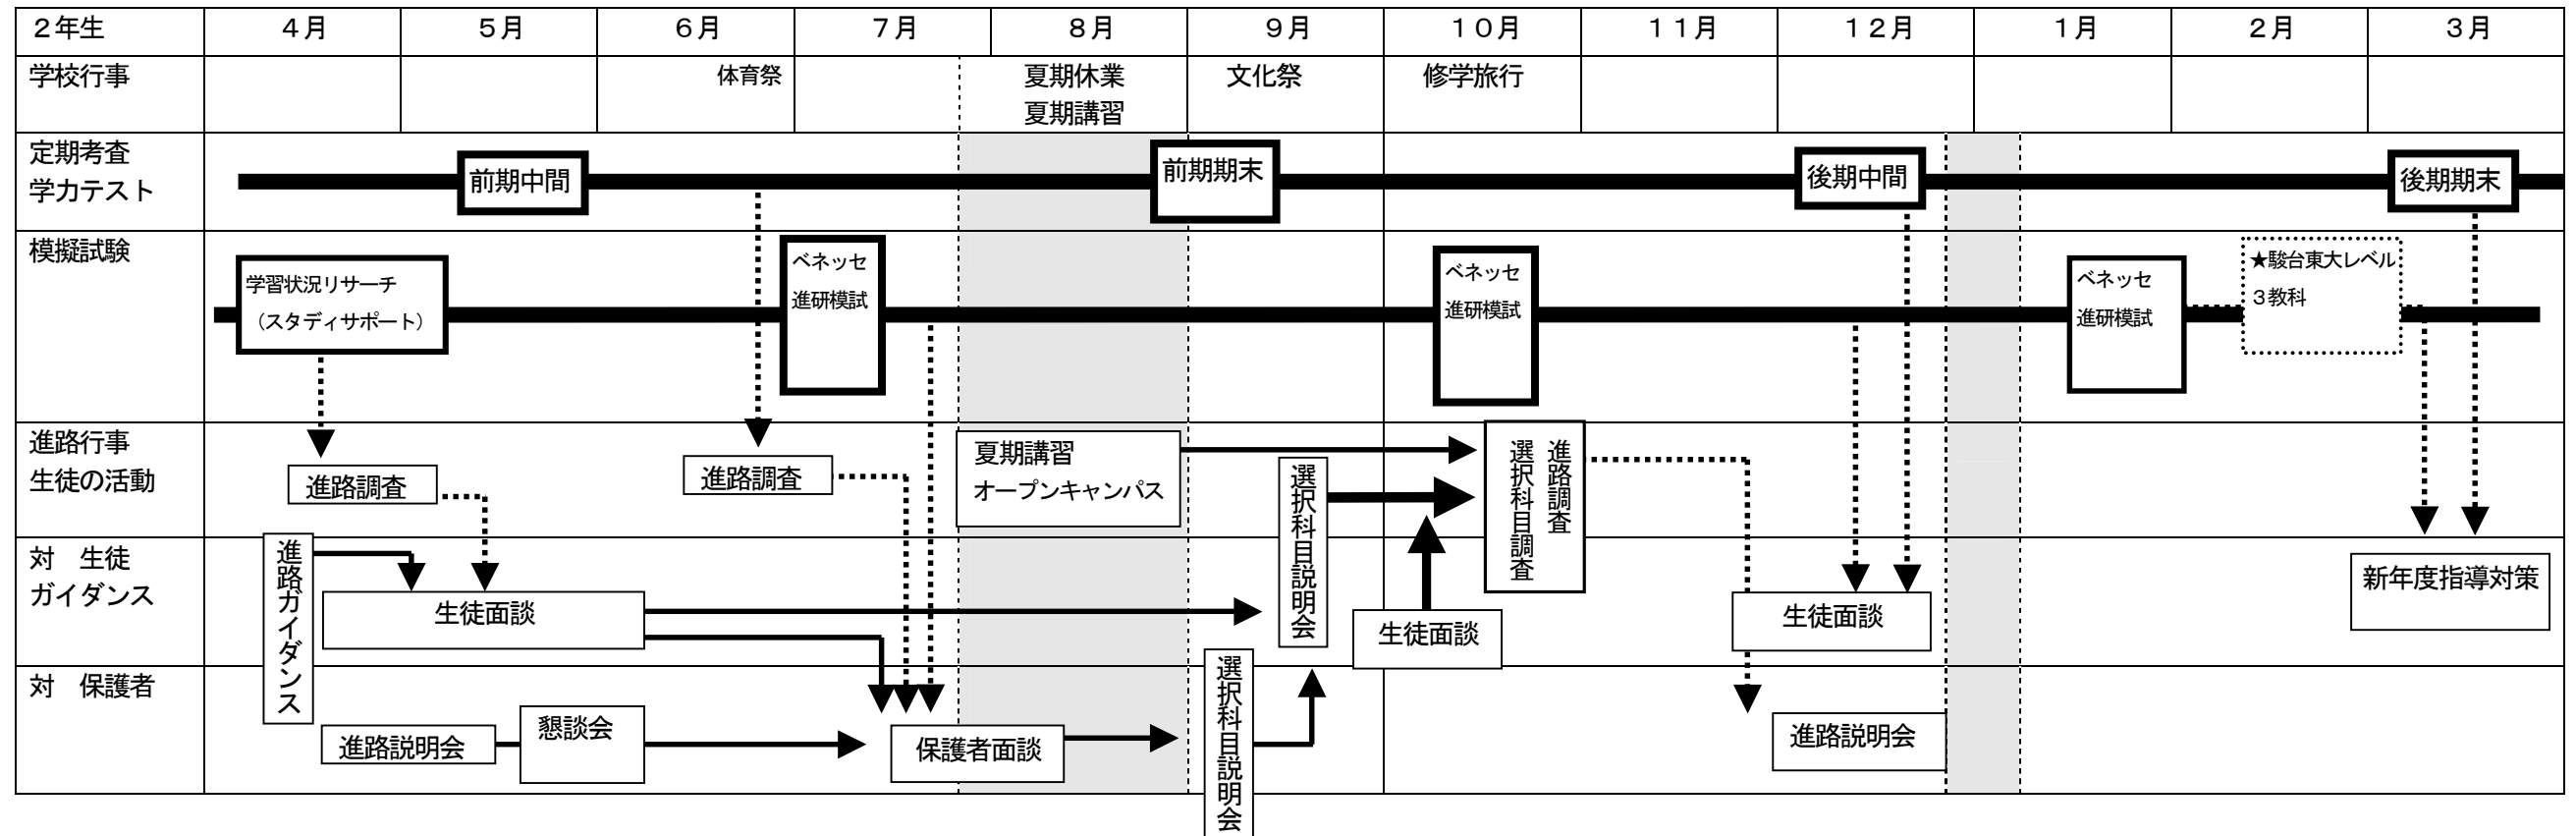 ２年生
４月
５月
６月
７月
８月
９月
１０月
１１月
１２月
１月
２月
３月
学校行事
体育祭
夏期休業
夏期講習
文化祭
修学旅行
定期考査
学力テスト
前期中間
前期期末
後期中間
後期期末
模擬試験
学習状況リサーチ
（スタディサポート）
ベネッセ
進研模試
ベネッセ
進研模試
ベネッセ
進研模試
★駿台東大レベル
３教科
進路行事
生徒の活動
進路調査
進路調査
夏期講習
オープンキャンパス
選択科目説明会
進路調査
選択科目調査
対　生徒
ガイダンス
進路ガイダンス
生徒面談
生徒面談
生徒面談
新年度指導対策
対　保護者
進路説明会
懇談会
保護者面談
選択科目説明会
進路説明会